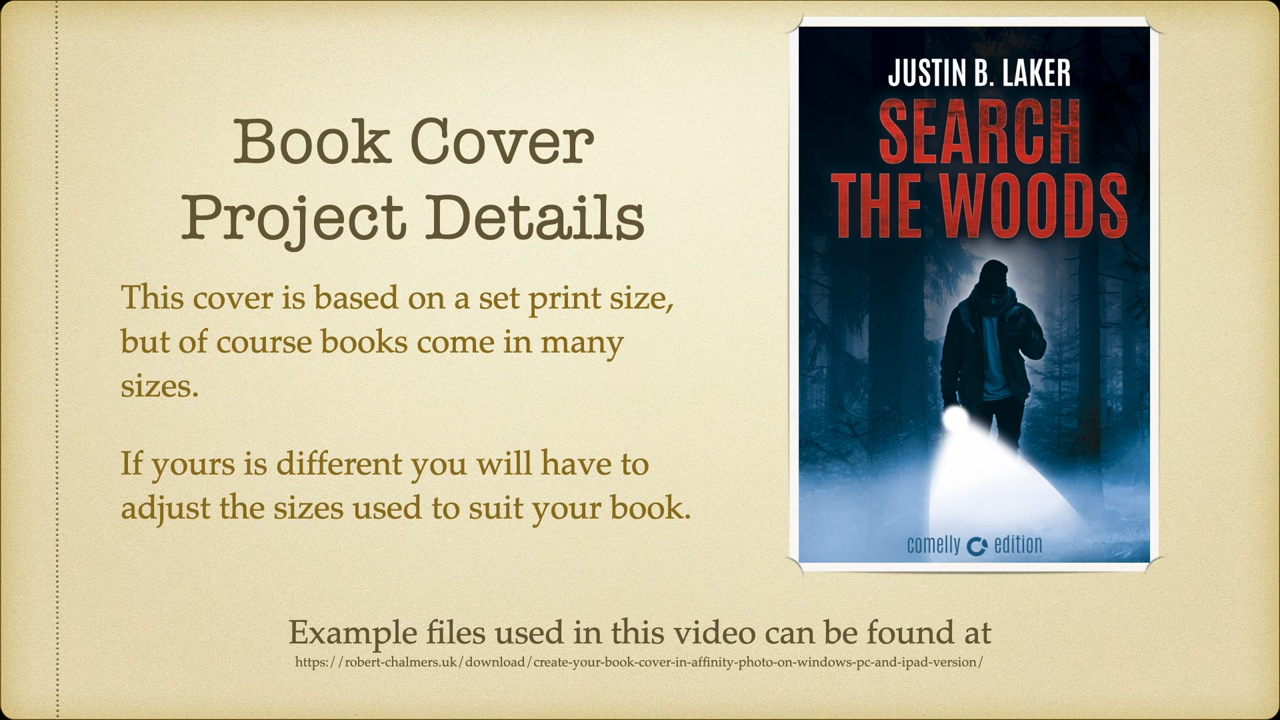 Book Cover
Project Details
This cover is based on a set print size,
but of course books come in many
sizes.
If yours is different you will have to
adjust the sizes used to suit your book.
JUSTIN B. LAKER
SEARCH
THE WOODS
comelly edition
Example files used in this video can be found at
https://robert-chalmers.uk/download/create-your-book-cover-in-affinity-photo-on-windows-pc-and-ipad-version/